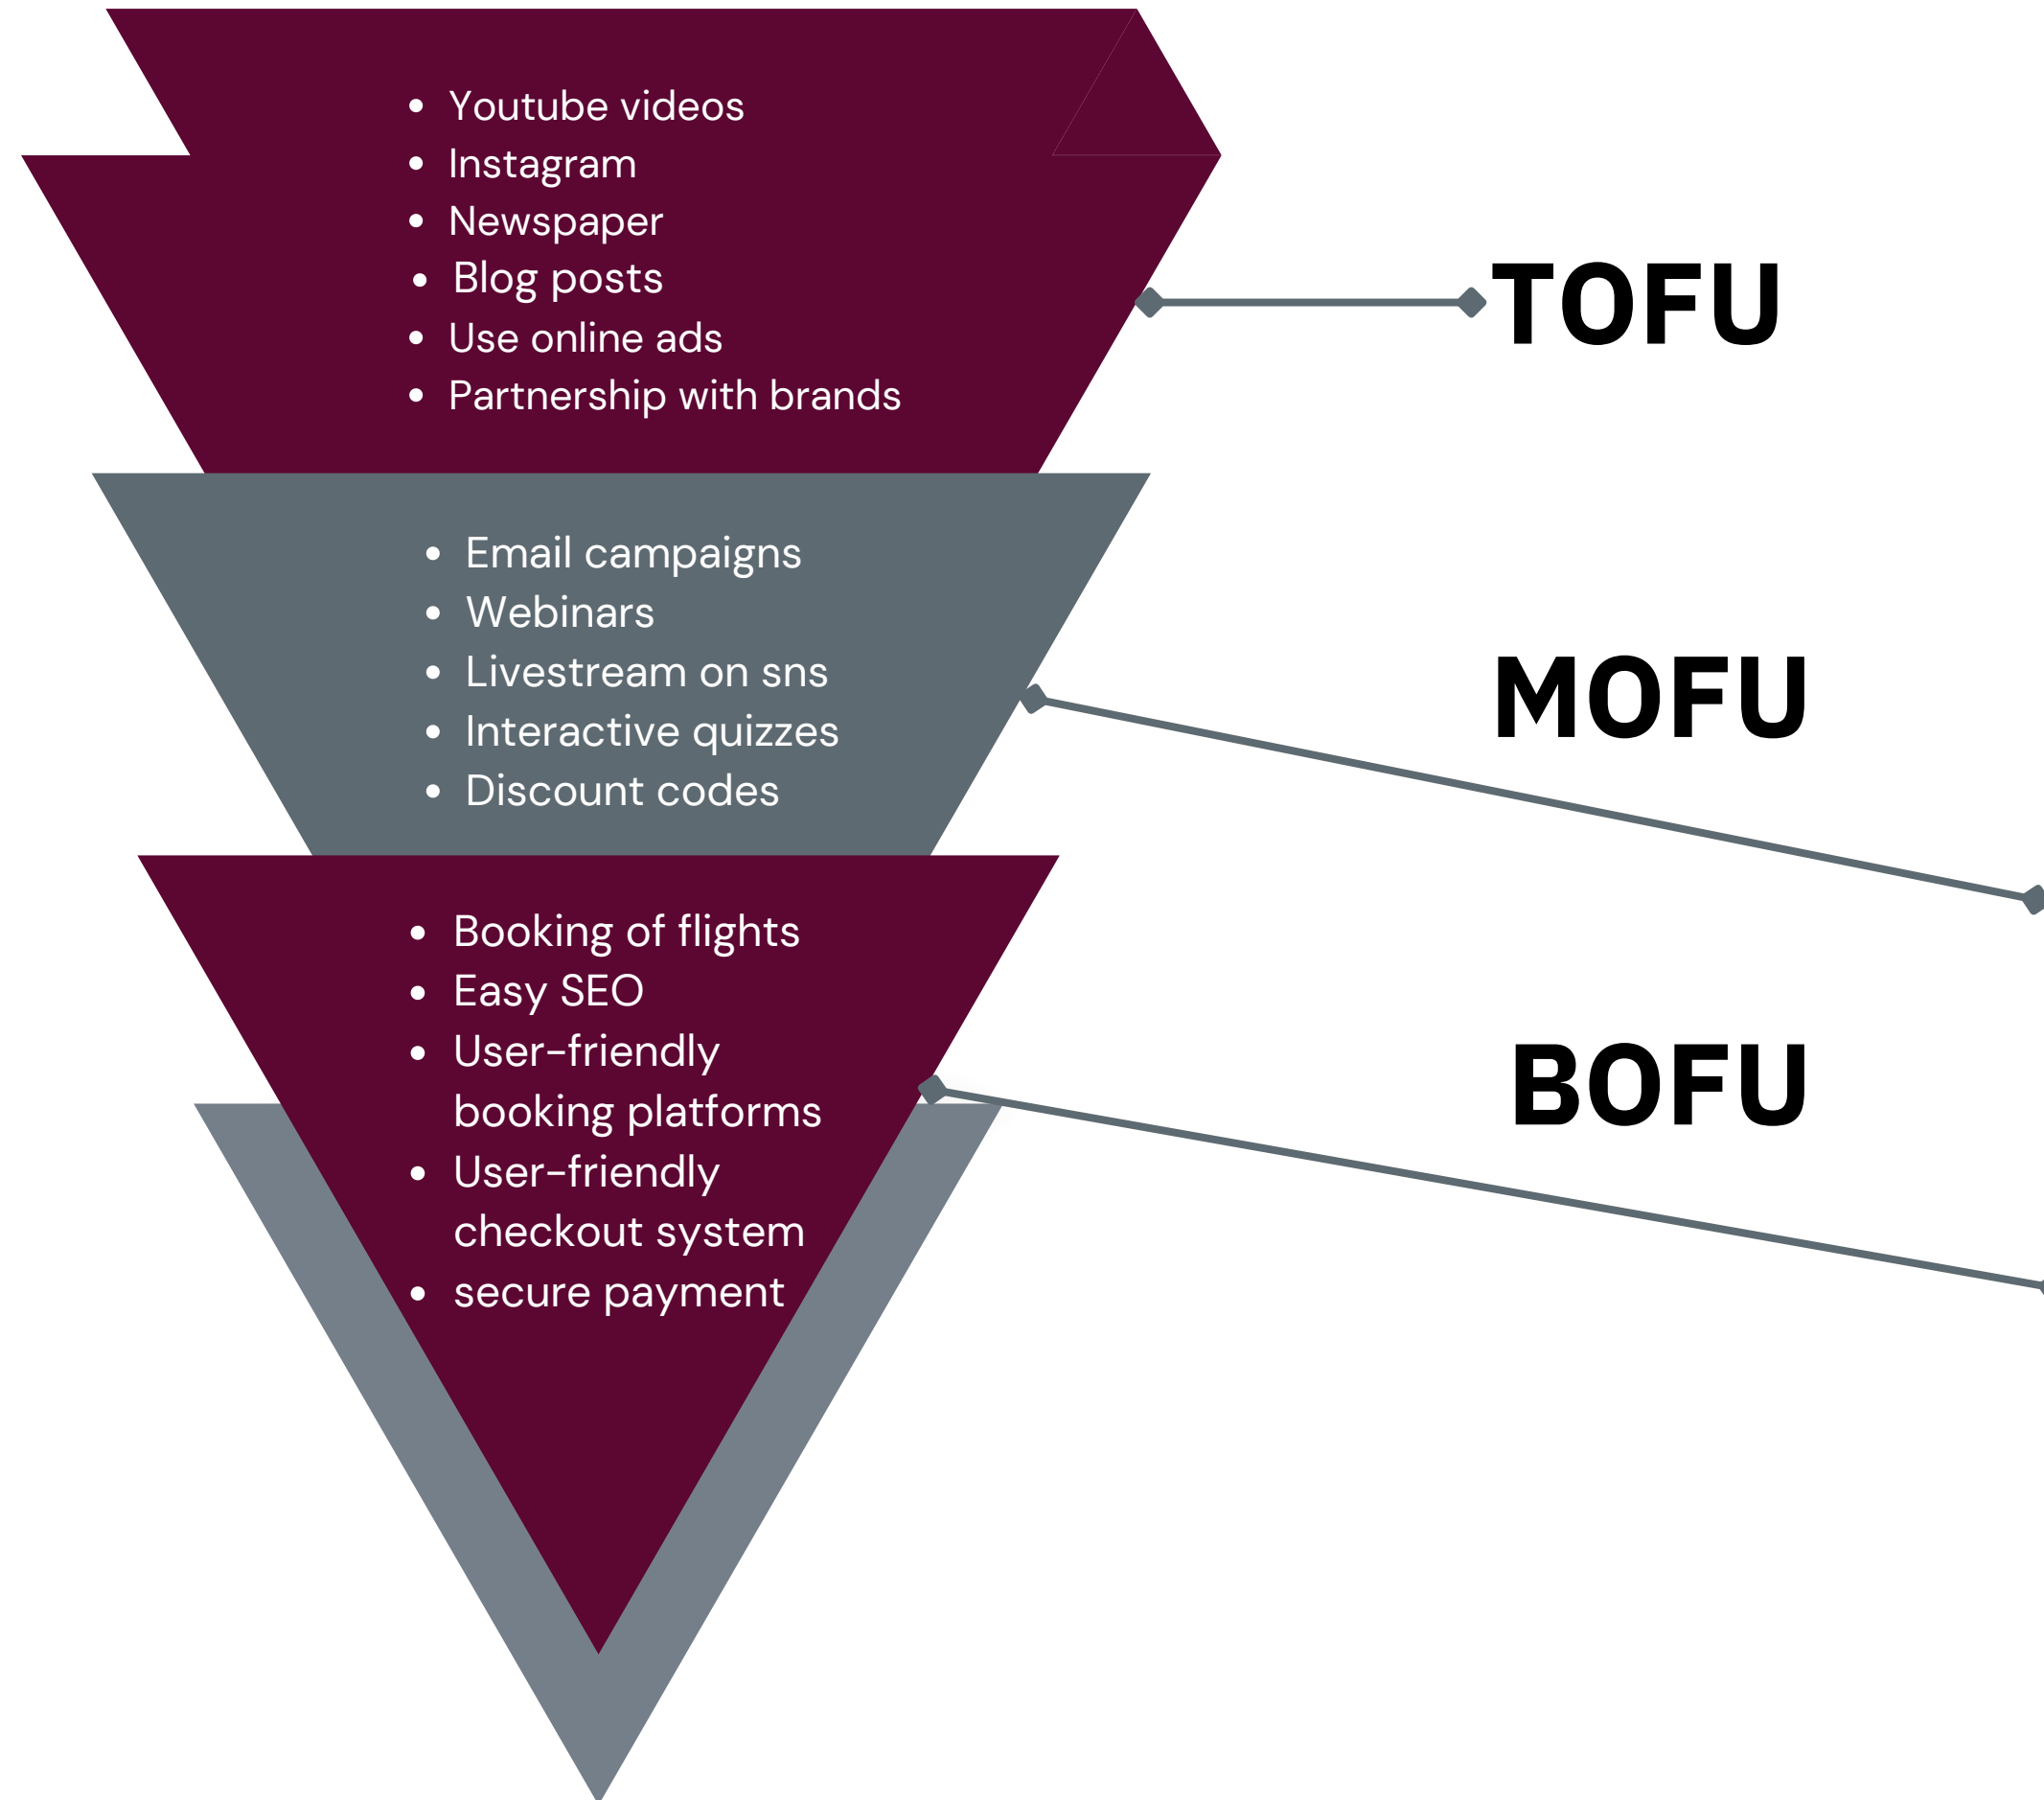 • Youtube videos
• Instagram
• Newspaper
• Blog posts
• Use online ads
• Partnership with brands
TOFU
• Email campaigns
• Webinars
• Livestream on sns
• Interactive quizzes
• Discount codes
MOFU
• Booking of flights
• Easy SEO
• User-friendly
booking platforms
• User-friendly
checkout system
• secure payment
BOFU